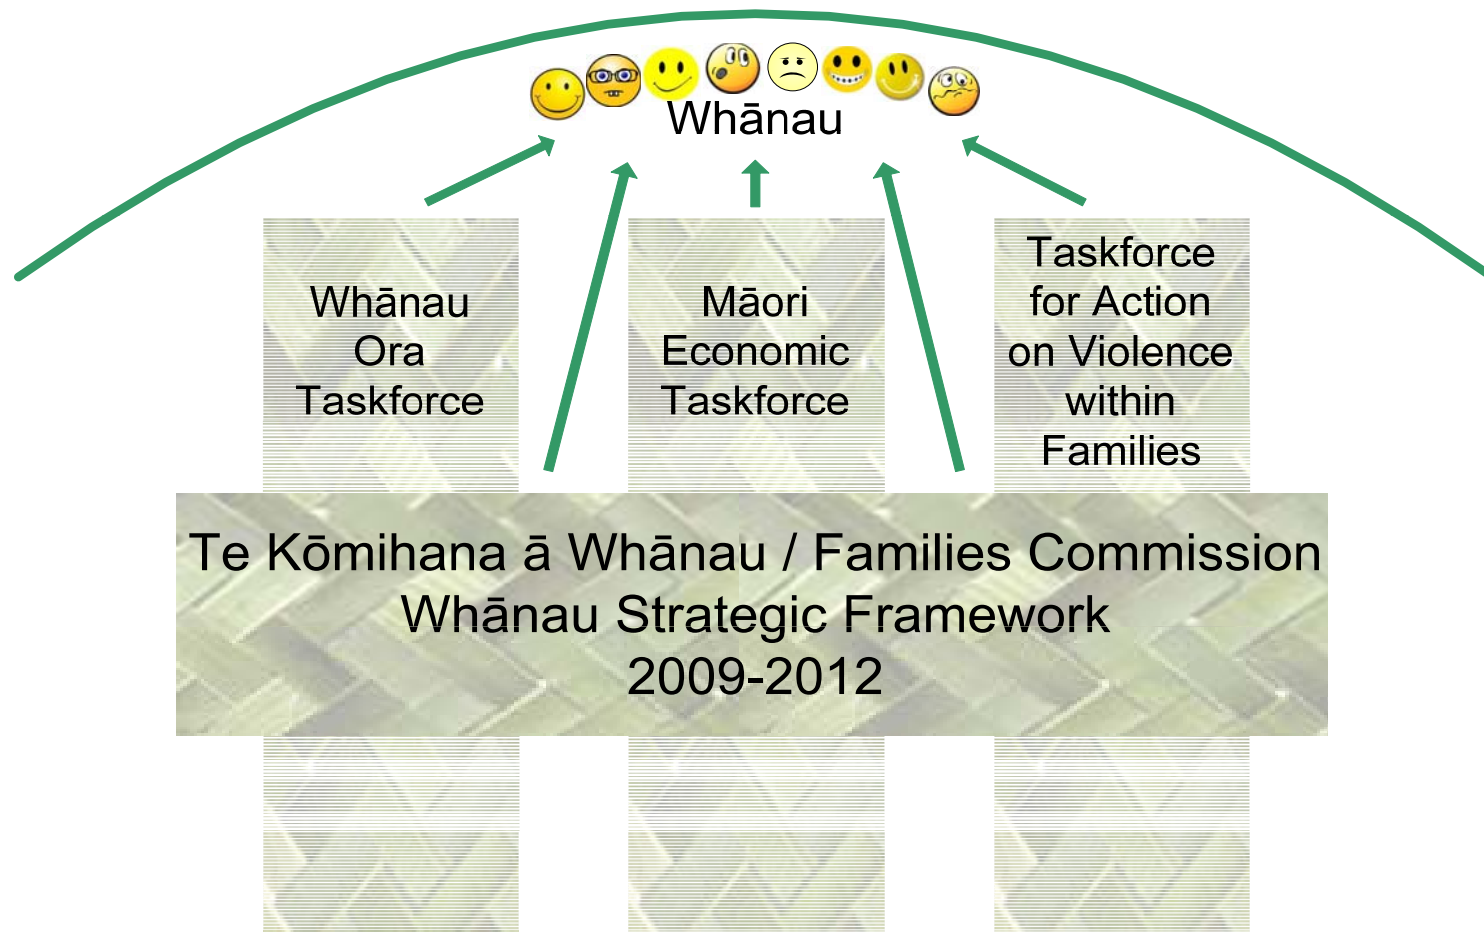 Whānau
Whānau
Ora
Taskforce
Māori
Economic
Taskforce
Taskforce
for Action
on Violence
within
Families
Te Kōmihana ā Whānau / Families Commission
Whānau Strategic Framework
2009-2012